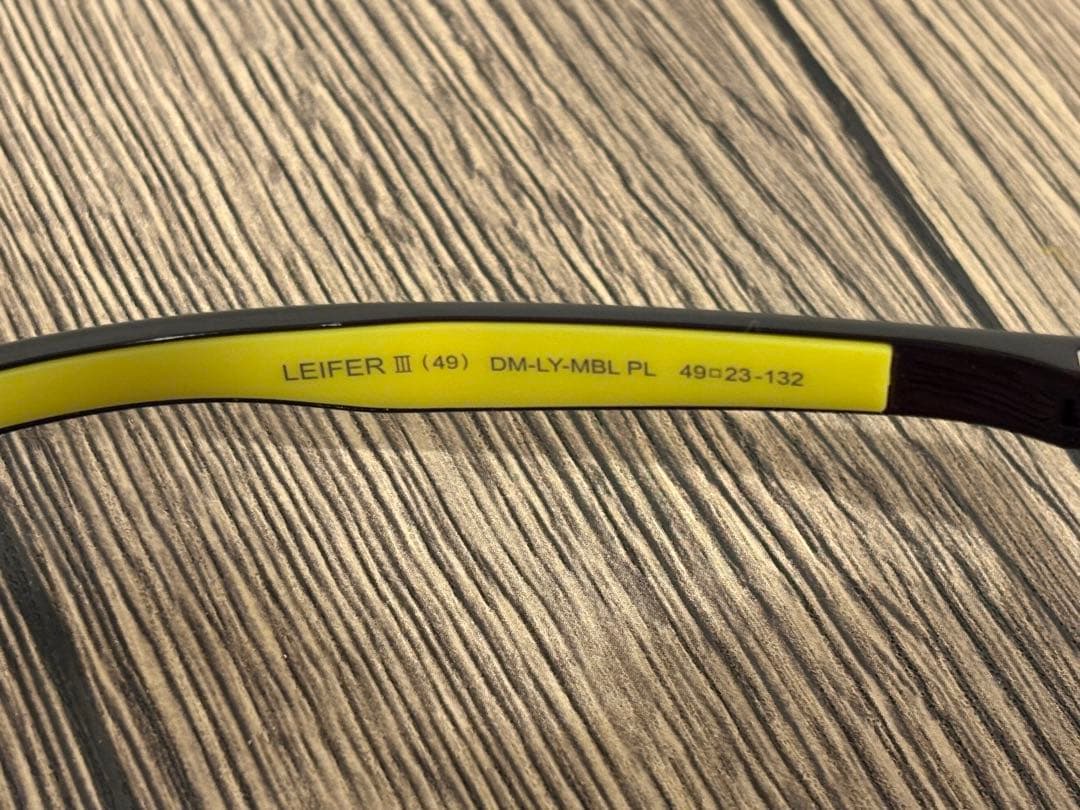 LEIFER Ⅲ (49) DM-LY-MBL PL 49□23-132